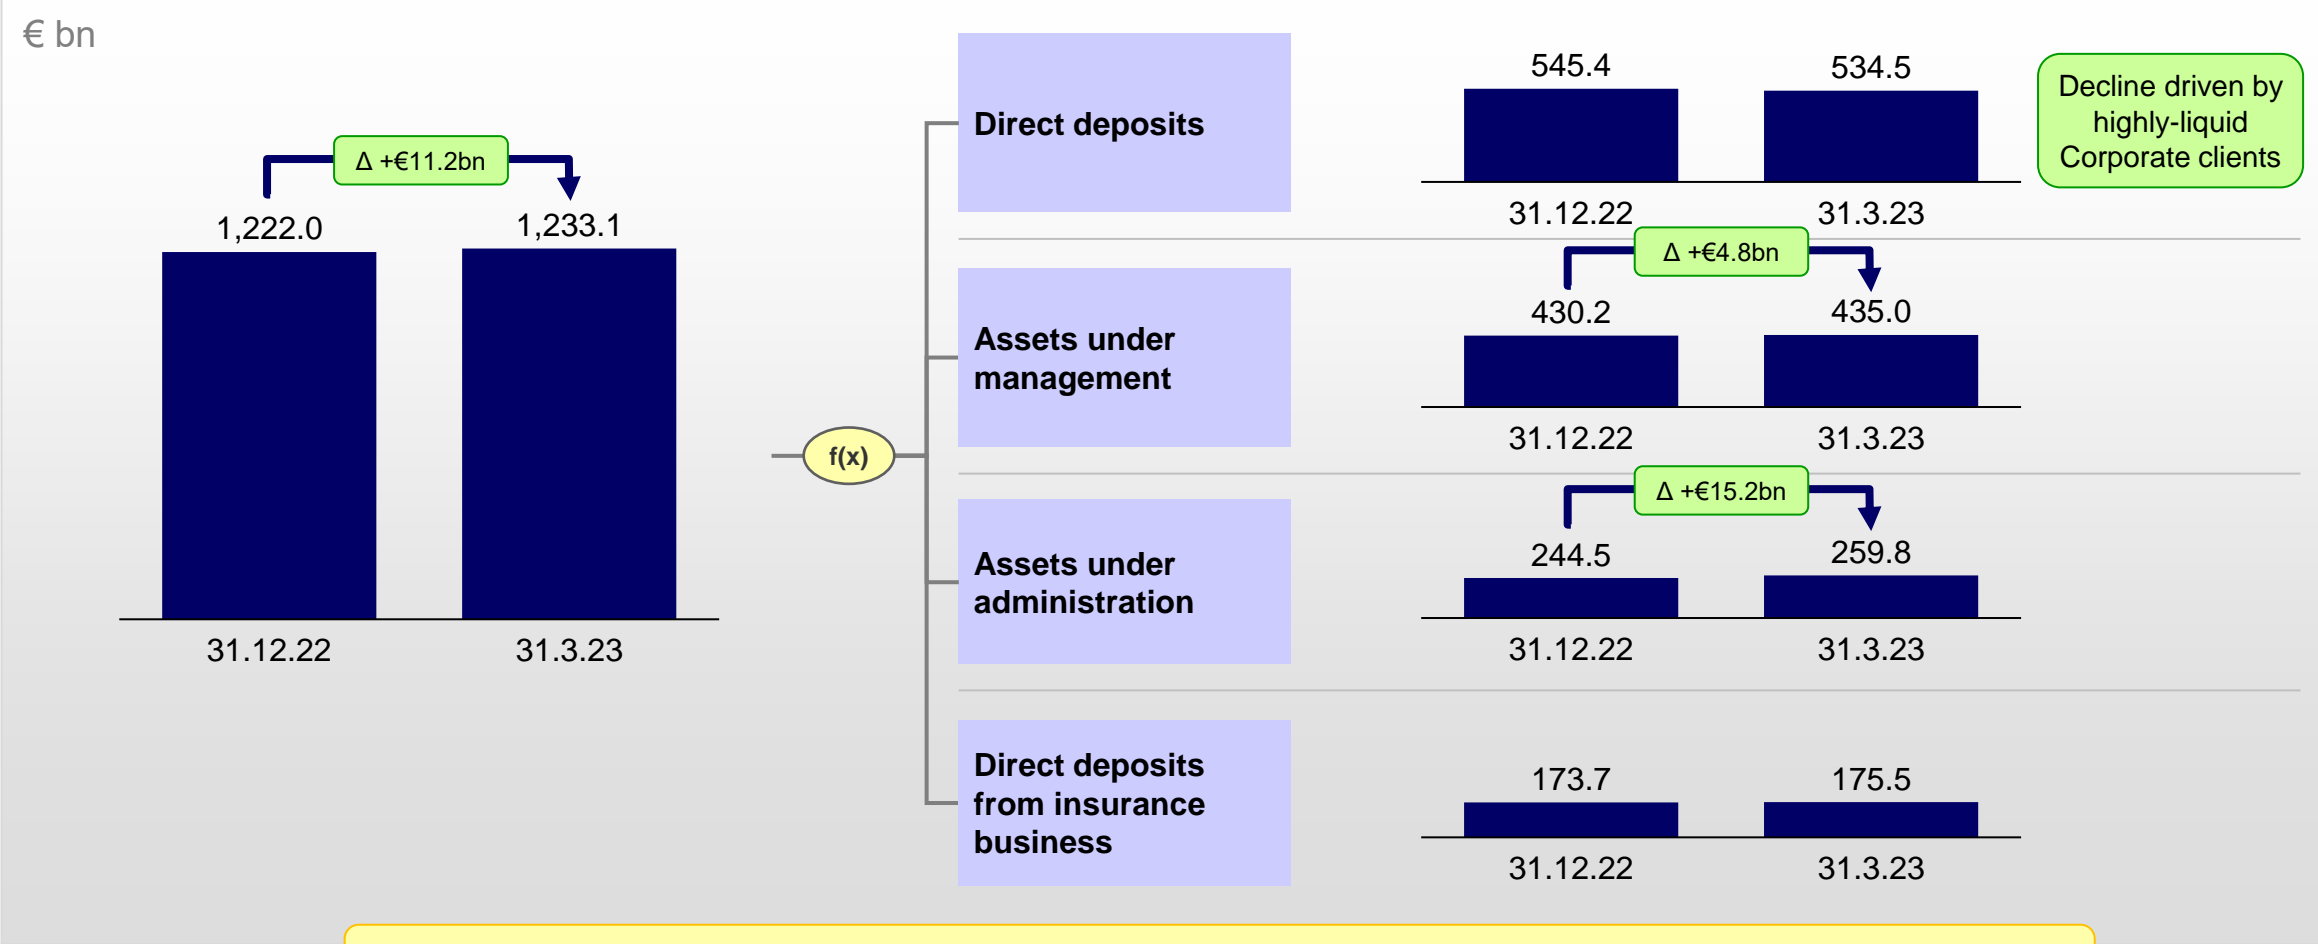 € bn
Δ +€11.2bn
1,222.0
1,233.1
31.12.22
31.3.23
f(x)
Direct deposits
545.4
534.5
31.12.22
31.3.23
Decline driven by
highly-liquid
Corporate clients
Assets under
management
Δ +€4.8bn
430.2
435.0
31.12.22
31.3.23
Assets under
administration
Δ +€15.2bn
244.5
259.8
31.12.22
31.3.23
Direct deposits
from insurance
business
173.7
175.5
31.12.22
31.3.23